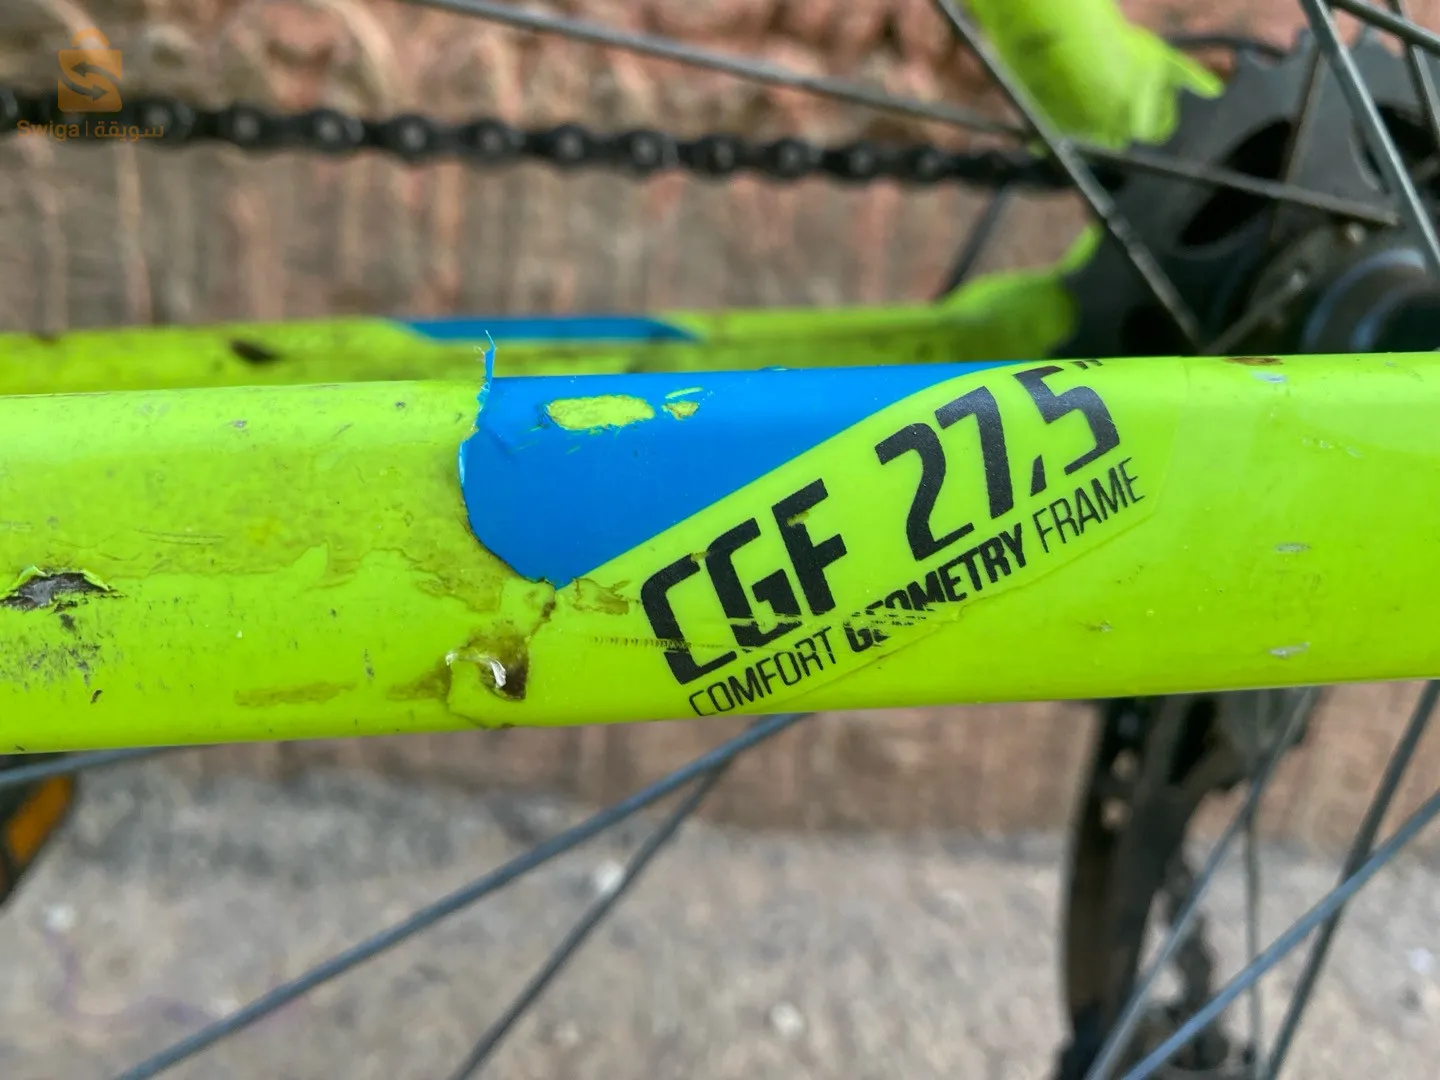 Swiga | سويقة
CGF 27,5"
COMFORT GEOMETRY FRAME